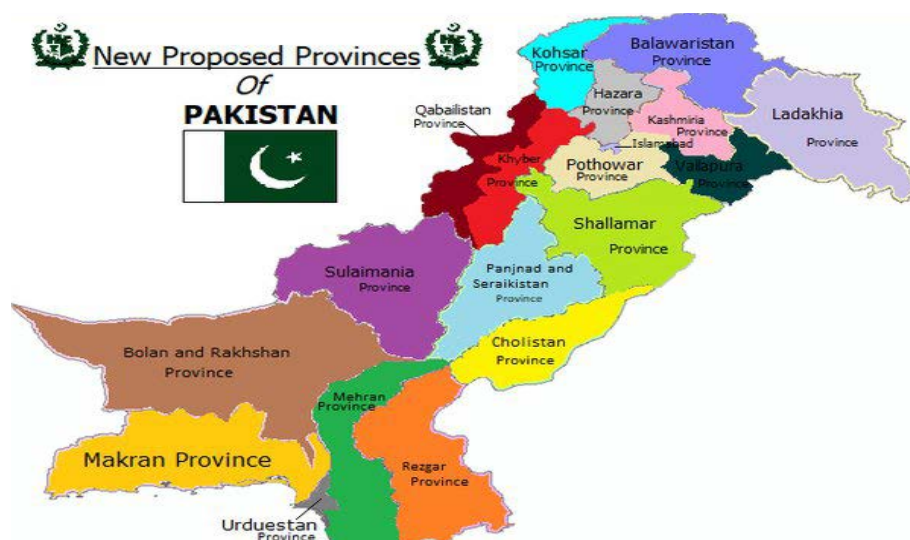 New Proposed Provinces
Of
PAKISTAN
Kohsar
Province
Balawaristan
Province
Hazara
Province
Qabailistan
Province
Kashmiria
Province
Ladakhia
Province
Islamabad
Khyber
Province
Pothowar
Province
Vailapura
Province
Shallamar
Province
Sulaimania
Province
Panjnad and
Seraikistan
Province
Cholistan
Province
Bolan and Rakhshan
Province
Mehran
Province
Makran Province
Rezgar
Province
Urduestan
Province